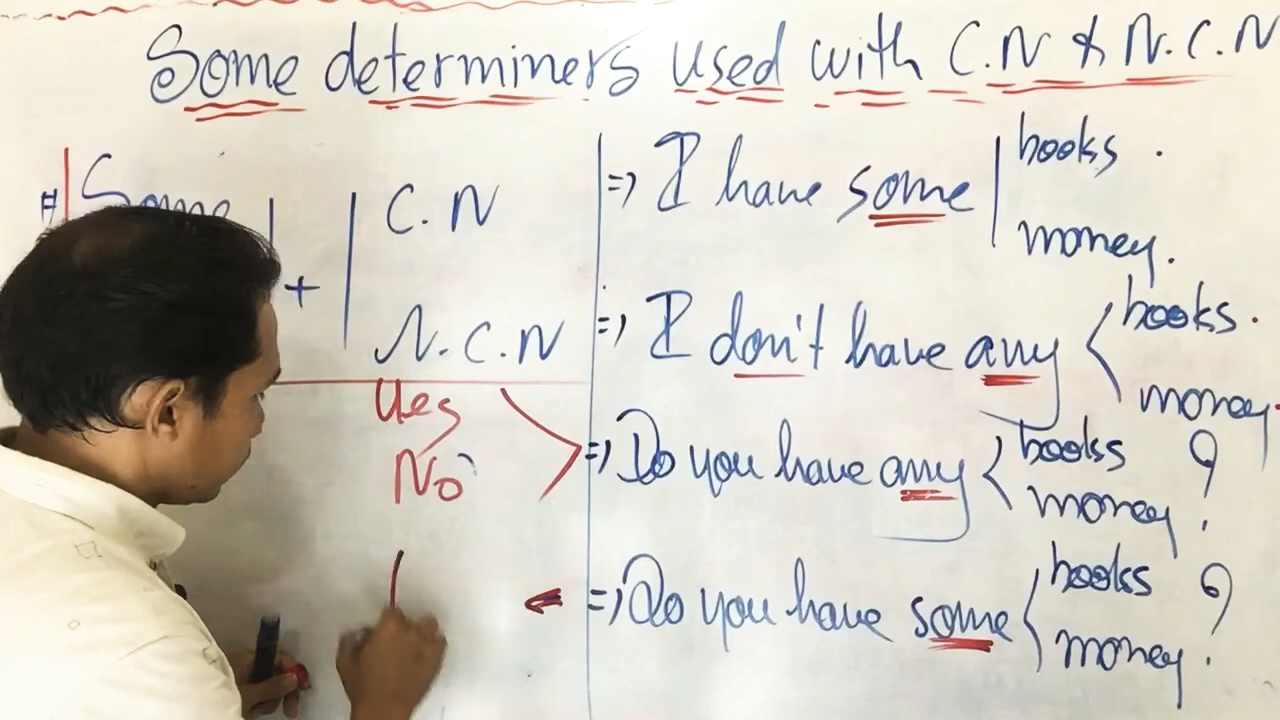 Some determiners used with C.N & N.C.N
# Some
+ C.N
N.C.N
Yes
No
=> I have some books.
money.
=> I don't have any books.
money.
=> Do you have any books
money ?
=> Do you have some books
money ?